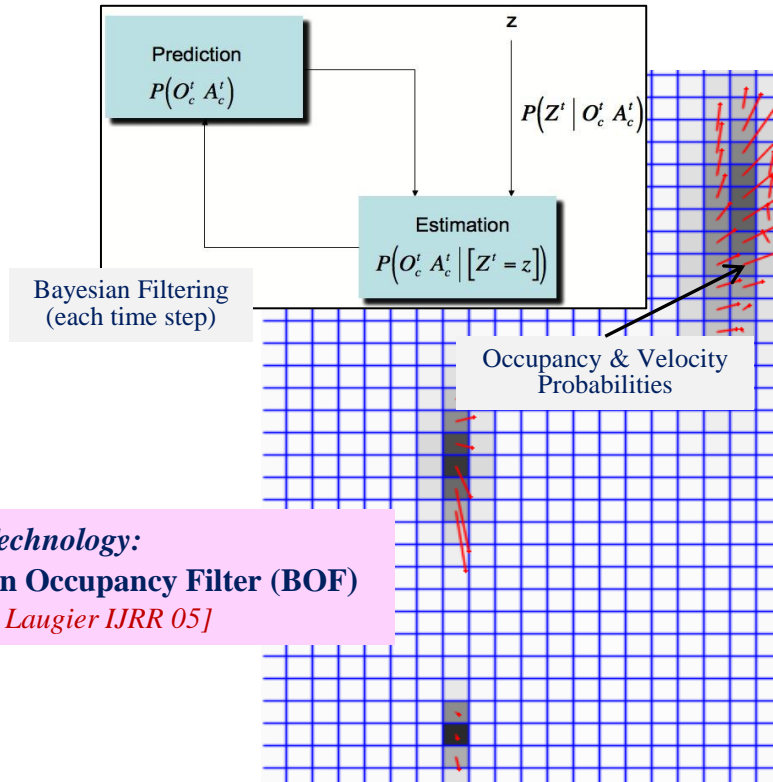 Prediction
P(O_c^t A_c^t)
z
P(Z^t | O_c^t A_c^t)
Estimation
P(O_c^t A_c^t | [Z^t = z])
Bayesian Filtering
(each time step)
Occupancy & Velocity
Probabilities
Technology:
n Occupancy Filter (BOF)
Laugier IJRR 05]